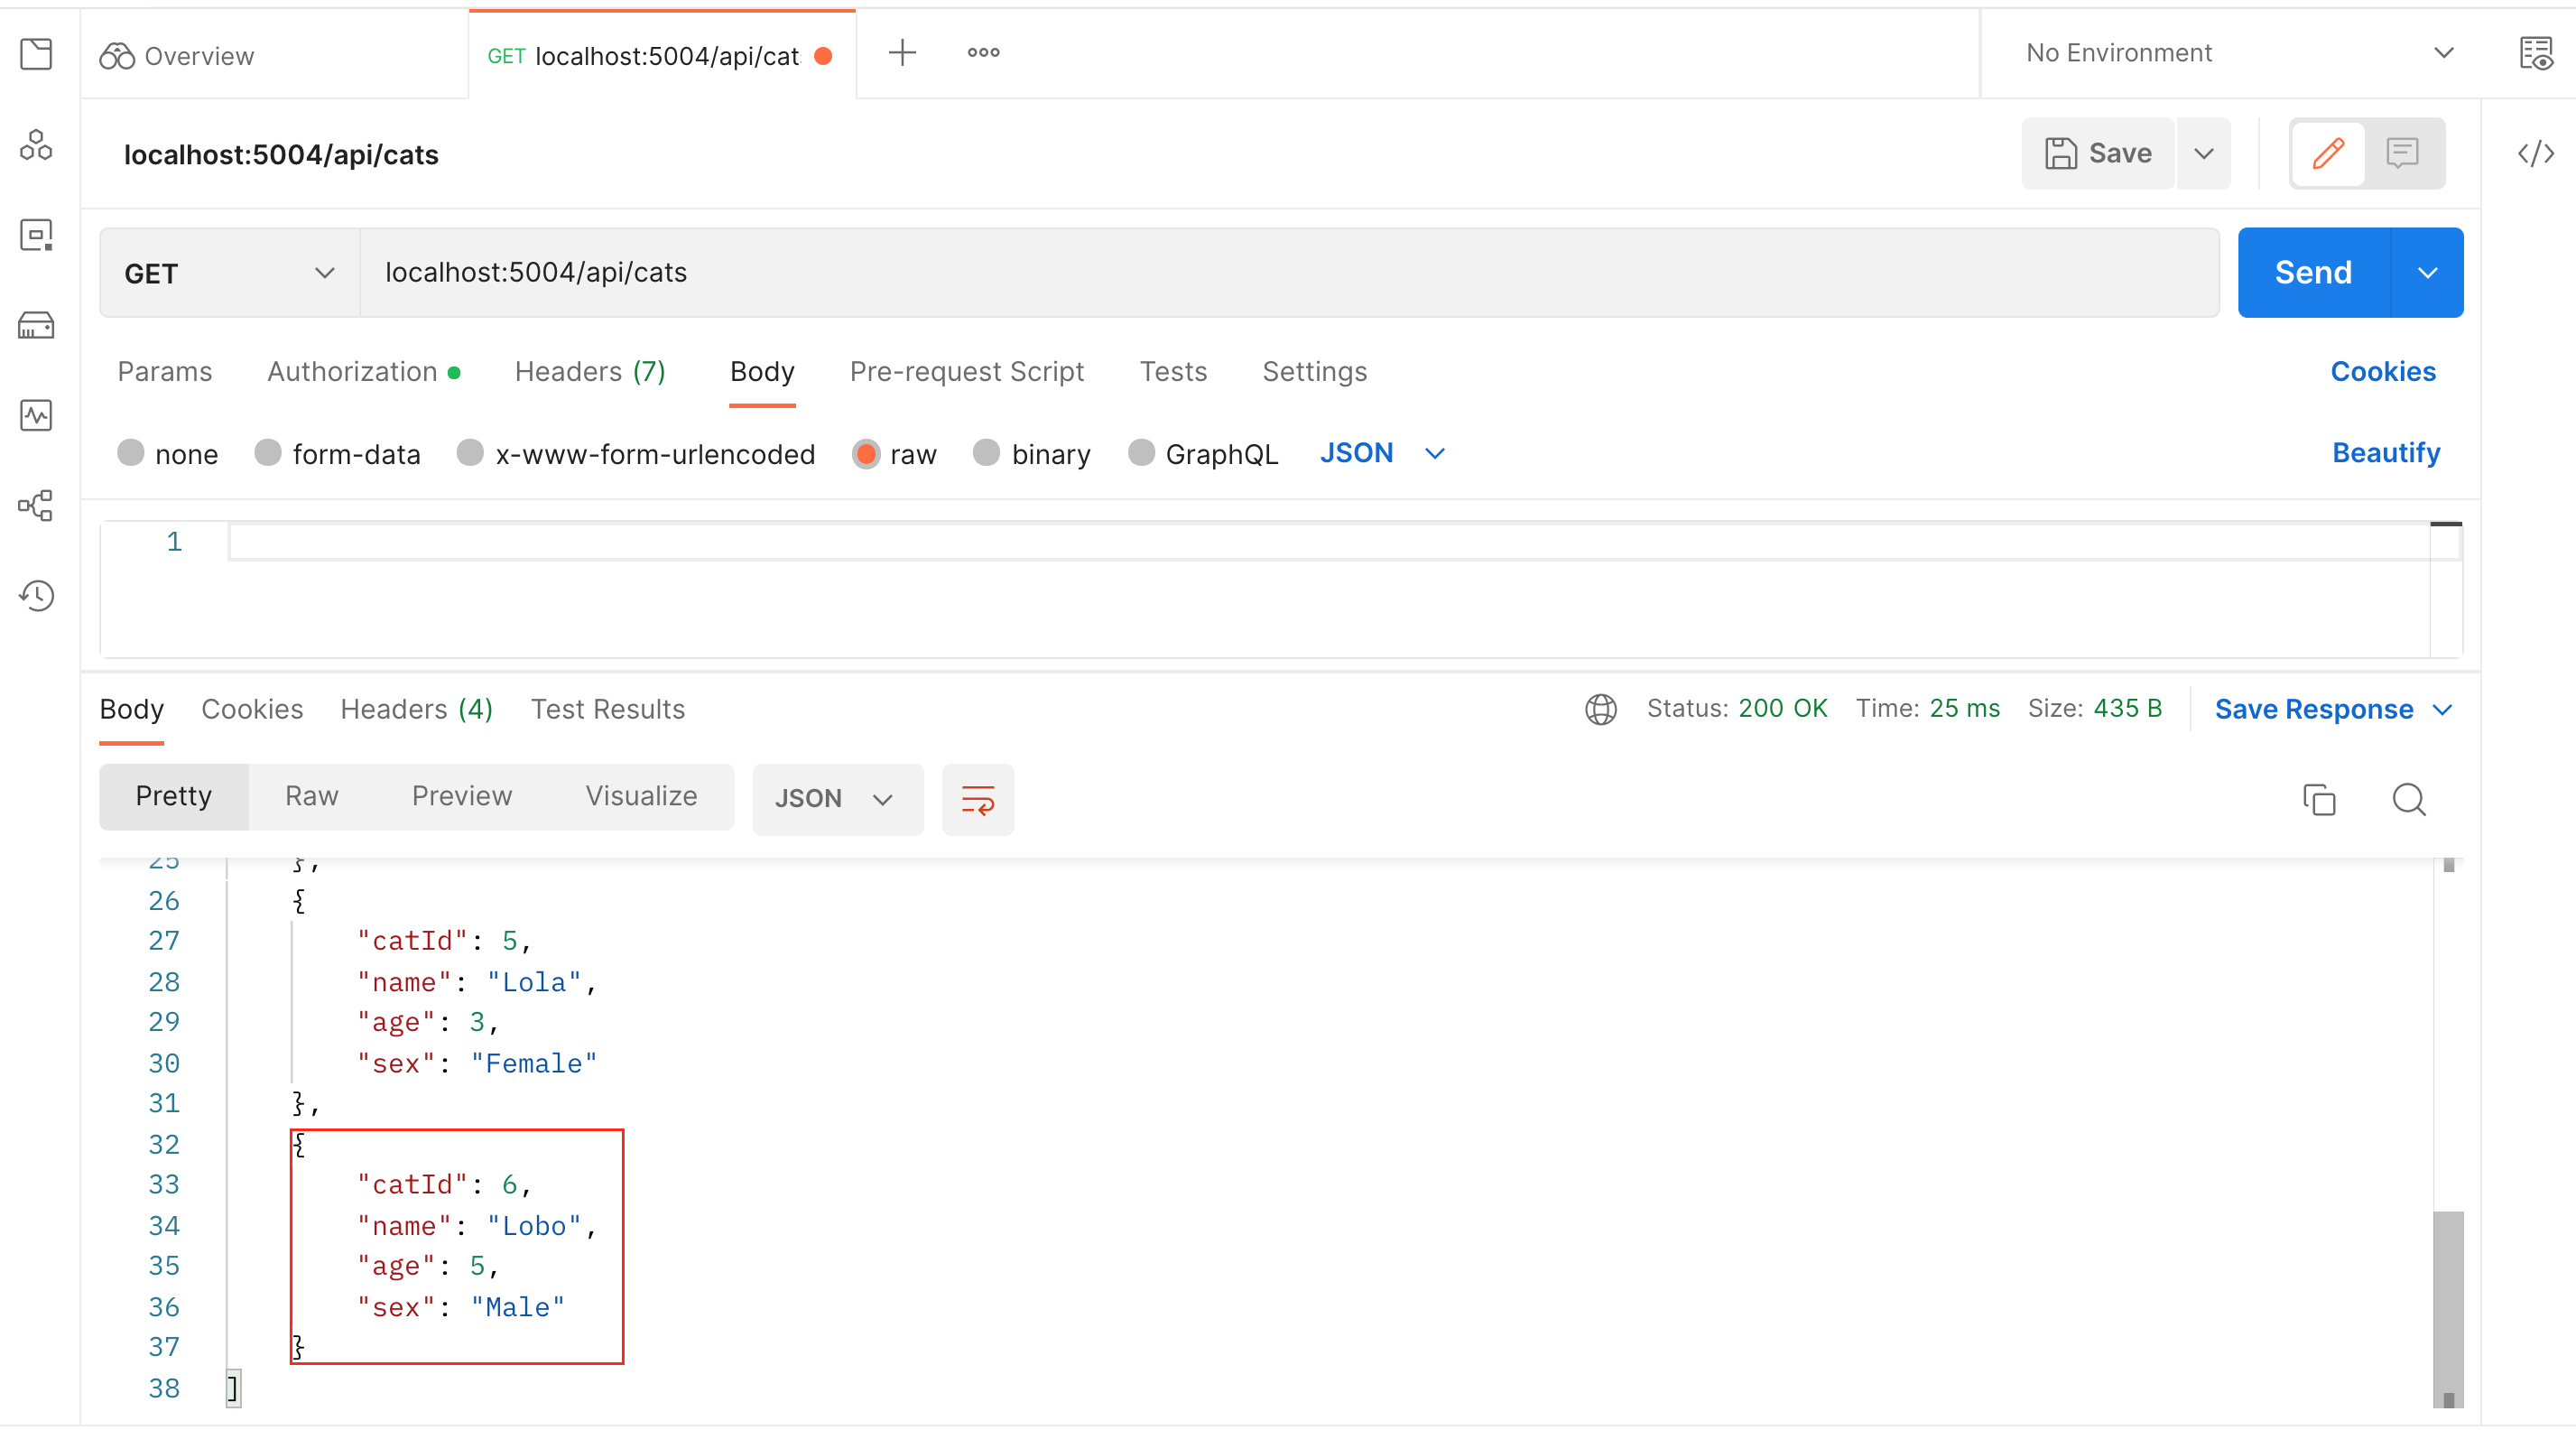 Overview
GET localhost:5004/api/cat
No Environment
localhost:5004/api/cats
Save
GET localhost:5004/api/cats Send
Params Authorization Headers (7) Body Pre-request Script Tests Settings Cookies
none form-data x-www-form-urlencoded raw binary GraphQL JSON Beautify
1
Body Cookies Headers (4) Test Results Status: 200 OK Time: 25 ms Size: 435 B Save Response
Pretty Raw Preview Visualize JSON
25 },
26 {
27 "catId": 5,
28 "name": "Lola",
29 "age": 3,
30 "sex": "Female"
31 },
32 {
33 "catId": 6,
34 "name": "Lobo",
35 "age": 5,
36 "sex": "Male"
37 }
38 ]